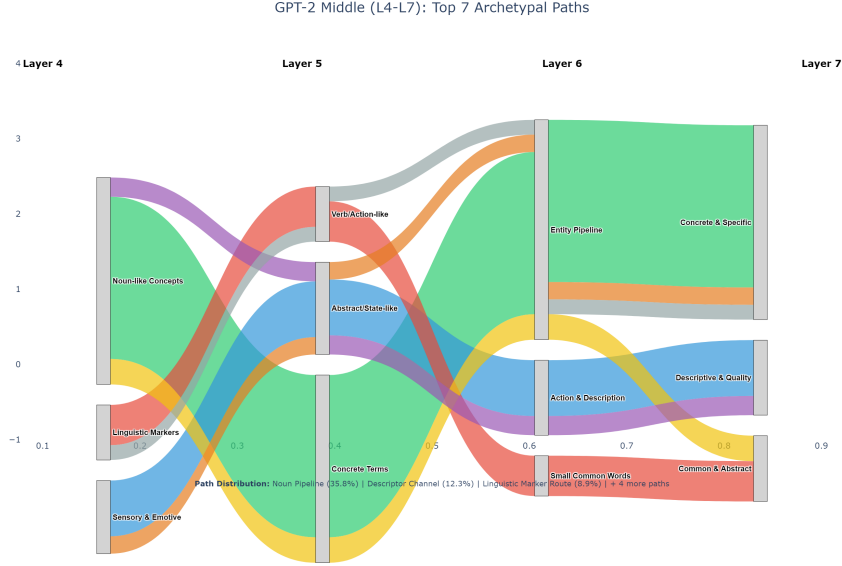 GPT-2 Middle (L4-L7): Top 7 Archetypal Paths
4
Layer 4
Layer 5
Layer 6
Layer 7
3
2
1
0
−1
Verb/Action-like
Concrete & Specific
Entity Pipeline
Noun-like Concepts
Abstract/State-like
Descriptive & Quality
Action & Description
Linguistic Markers
0.1
0.2
0.3
0.4
0.5
0.6
0.7
0.8
0.9
Concrete Terms
Common & Abstract
Small Common Words
Path Distribution: Noun Pipeline (35.8%) | Descriptor Channel (12.3%) | Linguistic Marker Route (8.9%) | + 4 more paths
Sensory & Emotive